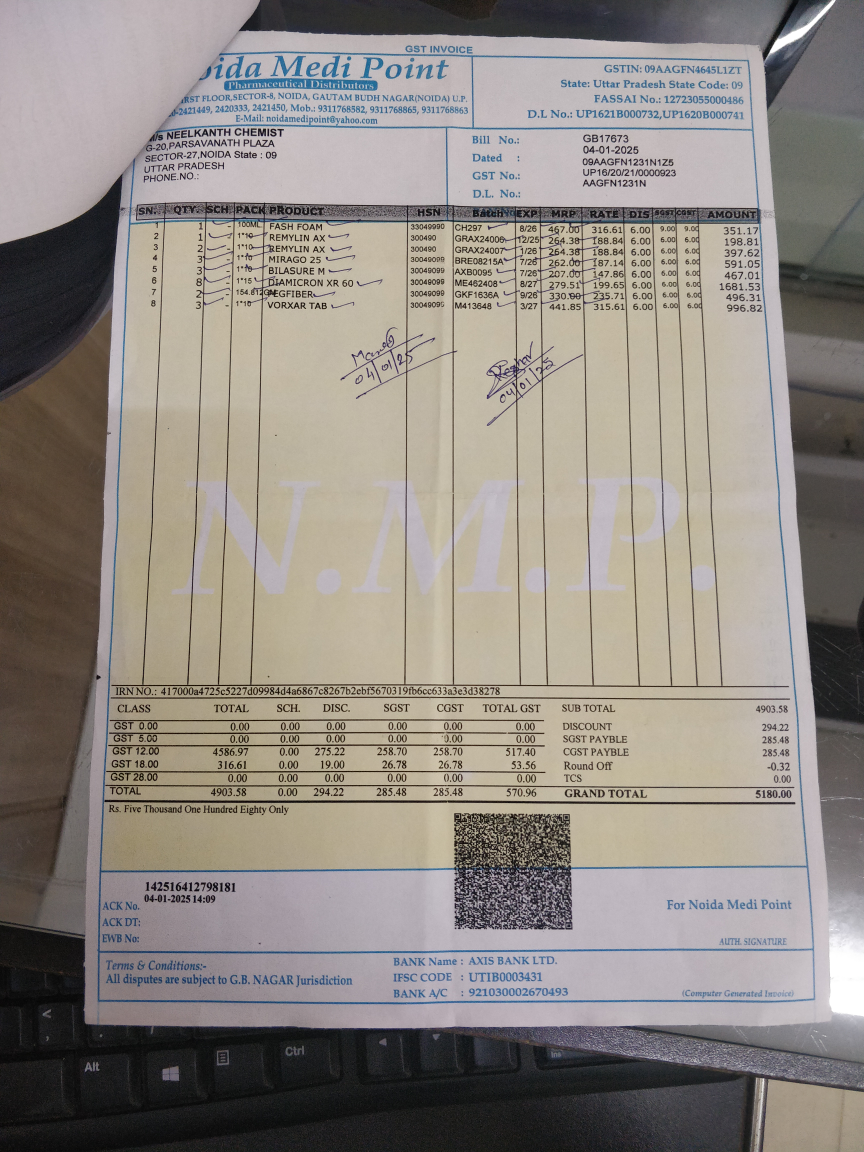 GST INVOICE
oida Medi Point
Pharmaceutical Distributors
IRST FLOOR,SECTOR-8, NOIDA, GAUTAM BUDH NAGAR(NOIDA) U.P.
0-2421449, 2420333, 2421450, Mob.: 9311768582, 9311768865, 9311768863
E-Mail: noidamedipoint@yahoo.com
GSTIN: 09AAGFN4645L1ZT
State: Uttar Pradesh State Code: 09
FASSAI No.: 12723055000486
D.L No.: UP1621B000732,UP1620B000741
M/s NEELKANTH CHEMIST
G-20,PARSAVANATH PLAZA
SECTOR-27,NOIDA State : 09
UTTAR PRADESH
PHONE.NO.:
Bill No.: GB17673
Dated : 04-01-2025
GST No.: 09AAGFN1231N1Z5
UP16/20/21/0000923
D.L. No.: AAGFN1231N
SN. QTY. SCH PACK PRODUCT HSN BatchNo EXP MRP RATE DIS SGST CGST AMOUNT
1 1 - 100ML FASH FOAM 33049990 CH297 8/26 467.00 316.61 6.00 9.00 9.00 351.17
2 1 - 1*10 REMYLIN AX 300490 GRAX24006 12/25 264.38 188.84 6.00 6.00 6.00 198.81
3 2 - 1*10 REMYLIN AX 300490 GRAX24007 1/26 264.38 188.84 6.00 6.00 6.00 397.62
4 3 - 1*10 MIRAGO 25 30049099 BRE08215A 7/26 262.00 187.14 6.00 6.00 6.00 591.05
5 3 - 1*10 BILASURE M 30049099 AXB0095 7/26 207.00 147.86 6.00 6.00 6.00 467.01
6 8 - 1*15 DIAMICRON XR 60 30049099 ME462408 8/27 279.51 199.65 6.00 6.00 6.00 1681.53
7 2 - 154.812GM PEGFIBER 30049099 GKF1636A 9/26 330.00 235.71 6.00 6.00 6.00 496.31
8 3 - 1*10 VORXAR TAB 30049099 M413648 3/27 441.85 315.61 6.00 6.00 6.00 996.82
04/01/25
04/01/25
N.M.P.
IRN NO.: 417000a4725c5227d09984d4a6867c8267b2ebf5670319fb6cc633a3e3d38278
CLASS TOTAL SCH. DISC. SGST CGST TOTAL GST
GST 0.00 0.00 0.00 0.00 0.00 0.00 0.00
GST 5.00 0.00 0.00 0.00 0.00 0.00 0.00
GST 12.00 4586.97 0.00 275.22 258.70 258.70 517.40
GST 18.00 316.61 0.00 19.00 26.78 26.78 53.56
GST 28.00 0.00 0.00 0.00 0.00 0.00 0.00
TOTAL 4903.58 0.00 294.22 285.48 285.48 570.96
SUB TOTAL 4903.58
DISCOUNT 294.22
SGST PAYBLE 285.48
CGST PAYBLE 285.48
Round Off -0.32
TCS 0.00
GRAND TOTAL 5180.00
Rs. Five Thousand One Hundred Eighty Only
142516412798181
ACK No. 04-01-2025 14:09
ACK DT:
EWB No:
For Noida Medi Point
AUTH. SIGNATURE
Terms & Conditions:-
All disputes are subject to G.B. NAGAR Jurisdiction
BANK Name : AXIS BANK LTD.
IFSC CODE : UTIB0003431
BANK A/C : 921030002670493
(Computer Generated Invoice)
Alt
Ctrl
Ins